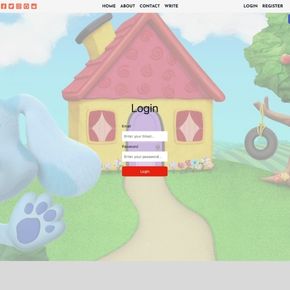 HOME ABOUT CONTACT WRITE LOGIN REGISTER
Login
Email
Enter your Email...
Password
Enter your password...
Login